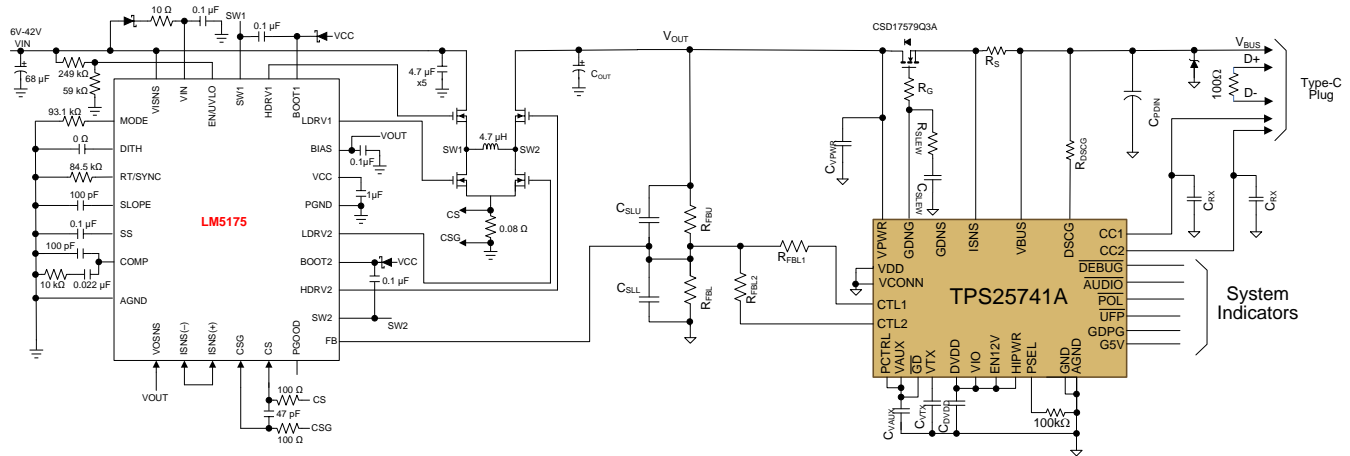 10 Ω
0.1 µF
SW1
0.1 µF
VCC
6V-42V
VIN
68 µF
249 kΩ
59 kΩ
4.7 µF
x5
VOUT
COUT
CSD17579Q3A
RS
RG
RSLEW
CSLEW
CVPWR
RDSCG
CPDIN
VBUS
D+
100Ω
D-
Type-C
Plug
CRX
CRX
VISNS
VIN
EN/UVLO
SW1
HDRV1
BOOT1
93.1 kΩ
MODE
0 Ω
DITH
84.5 kΩ
RT/SYNC
100 pF
SLOPE
0.1 µF
SS
100 pF
COMP
10 kΩ
0.022 µF
AGND
LM5175
LDRV1
BIAS
VOUT
0.1µF
VCC
1µF
PGND
LDRV2
BOOT2
VCC
0.1 µF
HDRV2
SW2
SW2
FB
SW1
4.7 µH
SW2
CS
CSG
0.08 Ω
VOSNS
ISNS(−)
ISNS(+)
CSG
CS
PGOOD
VOUT
100 Ω
CS
47 pF
CSG
100 Ω
CSLU
RFBU
CSLL
RFBL
RFBL2
RFBL1
VPWR
GDNG
GDNS
ISNS
VBUS
DSCG
VDD
VCONN
CTL1
CTL2
TPS25741A
CC1
CC2
DEBUG
AUDIO
POL
UFP
GDPG
G5V
System
Indicators
PCTRL
VAUX
GD
VTX
DVDD
VIO
EN12V
HIPWR
PSEL
GND
AGND
CVAUX
CVTX
CDVDD
100kΩ